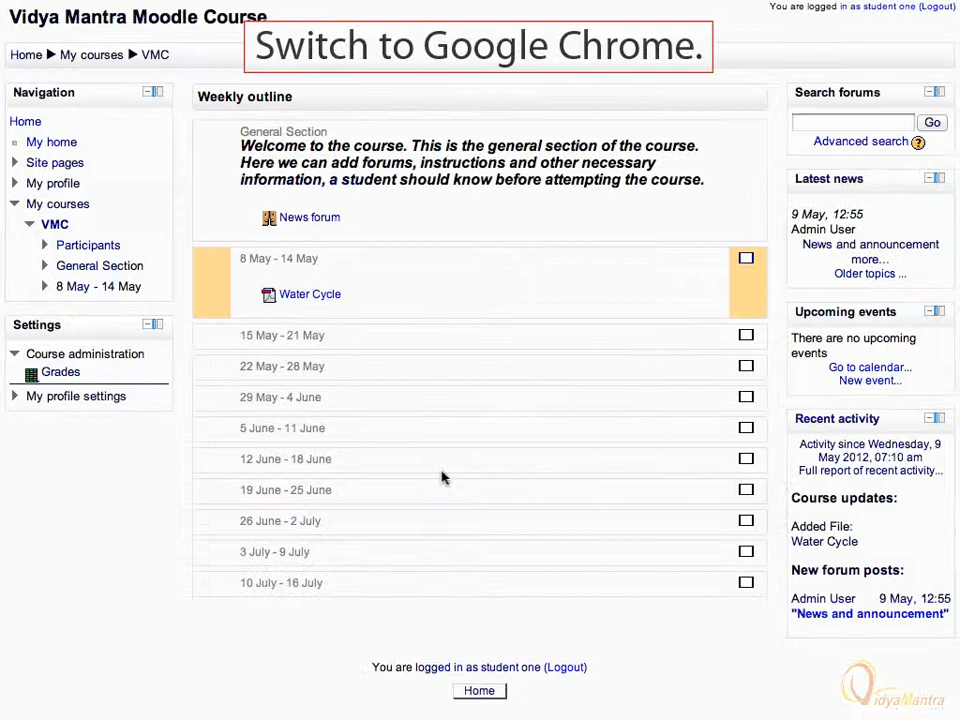 Vidya Mantra Moodle Course
You are logged in as student one (Logout)
Switch to Google Chrome.
Home ► My courses ► VMC
Navigation
Home
My home
Site pages
My profile
My courses
VMC
Participants
General Section
8 May - 14 May
Settings
Course administration
Grades
My profile settings
Weekly outline
General Section
Welcome to the course. This is the general section of the course.
Here we can add forums, instructions and other necessary
information, a student should know before attempting the course.
News forum
8 May - 14 May
Water Cycle
15 May - 21 May
22 May - 28 May
29 May - 4 June
5 June - 11 June
12 June - 18 June
19 June - 25 June
26 June - 2 July
3 July - 9 July
10 July - 16 July
Search forums
Go
Advanced search
Latest news
9 May, 12:55
Admin User
News and announcement
more...
Older topics ...
Upcoming events
There are no upcoming
events
Go to calendar...
New event...
Recent activity
Activity since Wednesday, 9
May 2012, 07:10 am
Full report of recent activity...
Course updates:
Added File:
Water Cycle
New forum posts:
Admin User 9 May, 12:55
"News and announcement"
You are logged in as student one (Logout)
Home
VidyaMantra